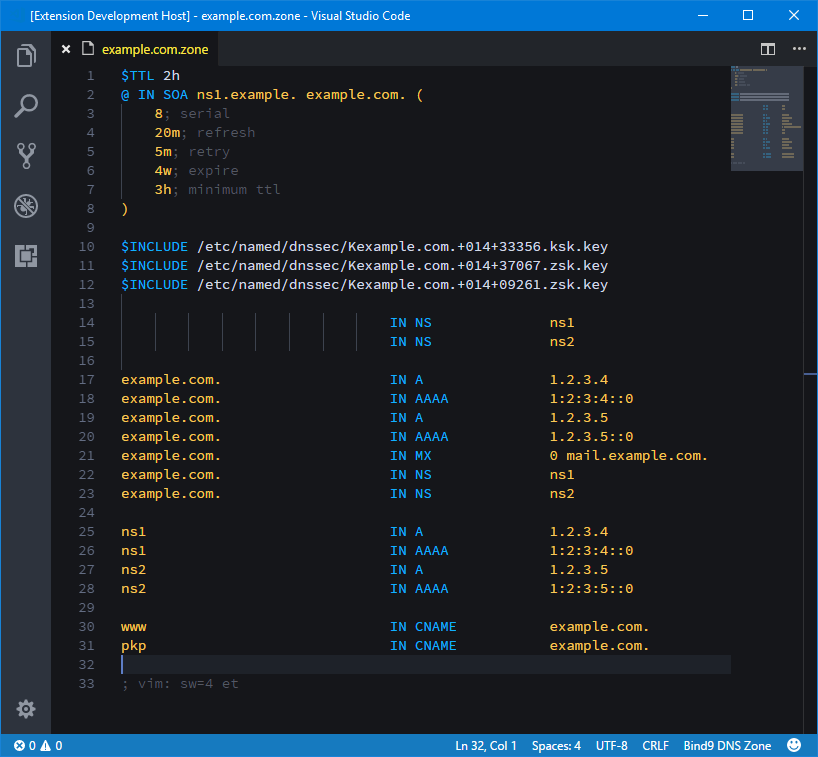 [Extension Development Host] - example.com.zone - Visual Studio Code
example.com.zone
1 $TTL 2h
2 @ IN SOA ns1.example. example.com. (
3 8; serial
4 20m; refresh
5 5m; retry
6 4w; expire
7 3h; minimum ttl
8 )
9
10 $INCLUDE /etc/named/dnssec/Kexample.com.+014+33356.ksk.key
11 $INCLUDE /etc/named/dnssec/Kexample.com.+014+37067.zsk.key
12 $INCLUDE /etc/named/dnssec/Kexample.com.+014+09261.zsk.key
13
14 IN NS ns1
15 IN NS ns2
16
17 example.com. IN A 1.2.3.4
18 example.com. IN AAAA 1:2:3:4::0
19 example.com. IN A 1.2.3.5
20 example.com. IN AAAA 1.2.3.5::0
21 example.com. IN MX 0 mail.example.com.
22 example.com. IN NS ns1
23 example.com. IN NS ns2
24
25 ns1 IN A 1.2.3.4
26 ns1 IN AAAA 1:2:3:4::0
27 ns2 IN A 1.2.3.5
28 ns2 IN AAAA 1:2:3:5::0
29
30 www IN CNAME example.com.
31 pkp IN CNAME example.com.
32
33 ; vim: sw=4 et
0 0 Ln 32, Col 1 Spaces: 4 UTF-8 CRLF Bind9 DNS Zone